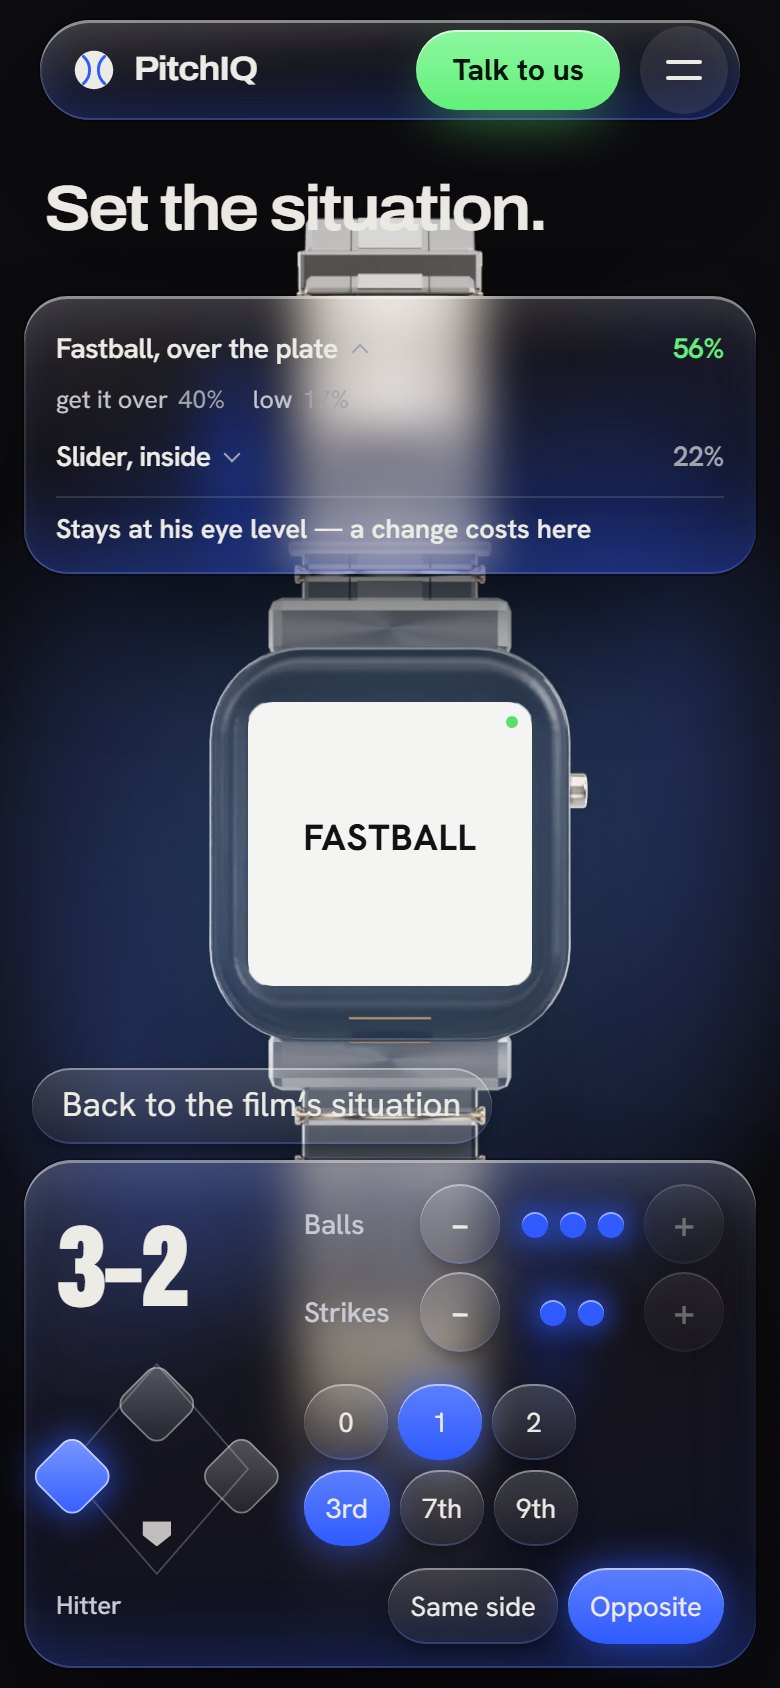 PitchIQ
Talk to us
Set the situation.
Fastball, over the plate 56%
get it over 40% low 17%
Slider, inside 22%
Stays at his eye level — a change costs here
FASTBALL
Back to the film's situation
3–2
Balls - +
Strikes - +
0 1 2
3rd 7th 9th
Hitter Same side Opposite